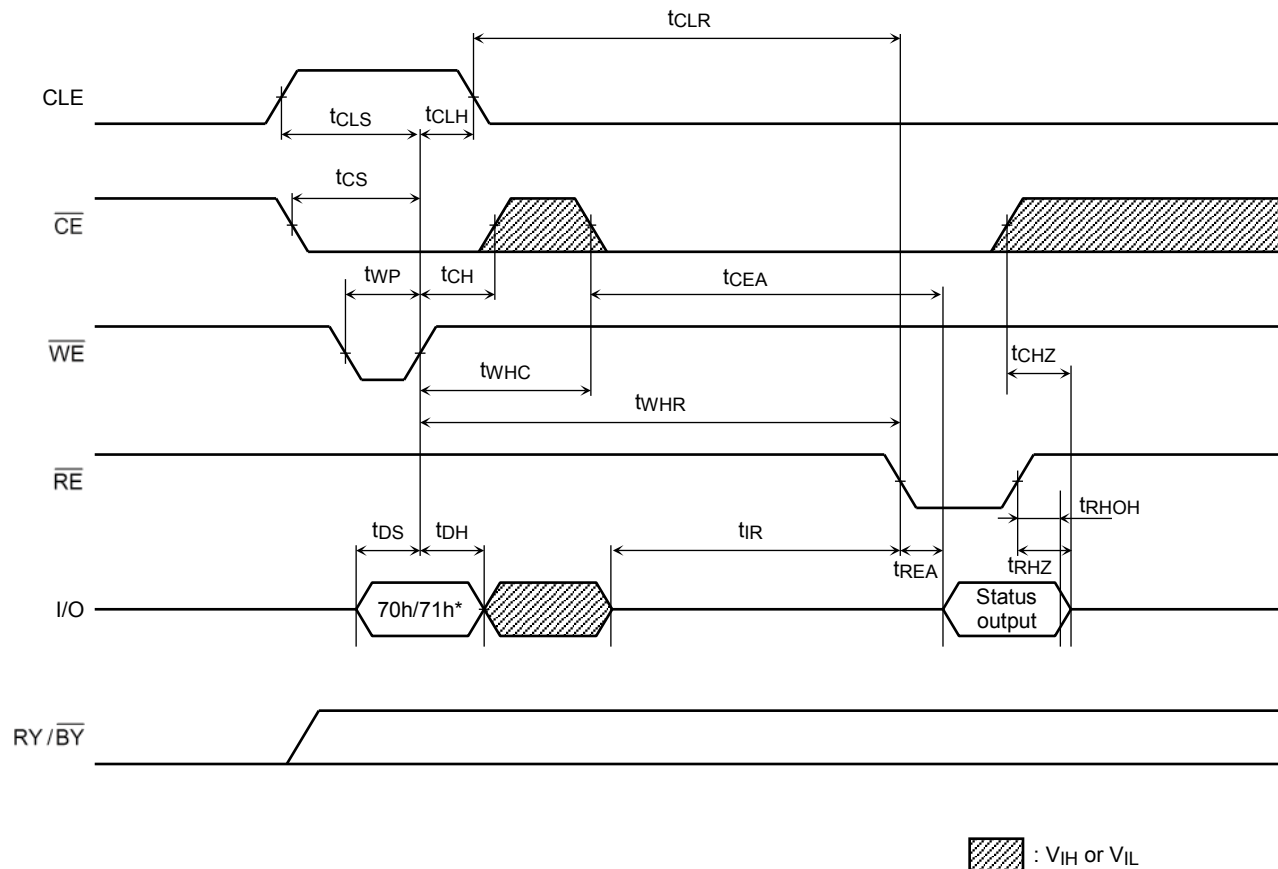 tCLR
CLE
tCLS
tCLH
tCS
CE
tWP
tCH
tCEA
WE
tCHZ
tWHC
tWHR
RE
tRHOH
tDS
tDH
tIR
tREA
tRHZ
I/O
70h/71h*
Status
output
RY/BY
: VIH or VIL